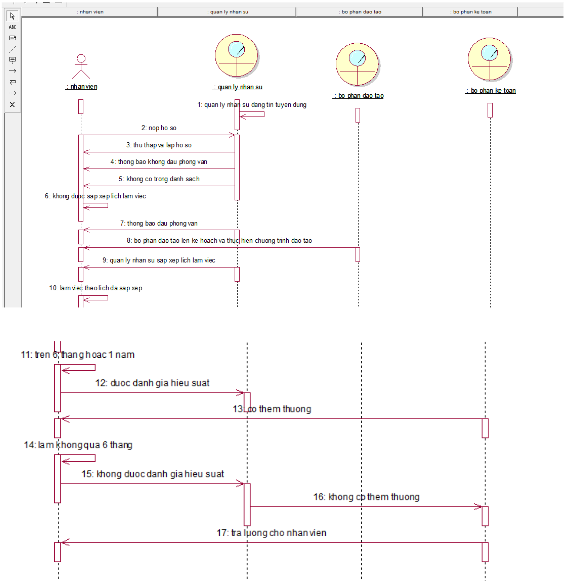 : nhan vien
quan ly nhan su
: bo phan dao tao
bo phan ke toan
ABC
: nhan vien
quan ly nhan su
: bo phan dao tao
: bo phan ke toan
1: quan ly nhan su dang tin tuyen dung
2: nop ho so
3: thu thap va lap ho so
4: thong bao khong dau phong van
5: khong co trong danh sach
6: khong duoc sap xep lich lam viec
7: thong bao dau phong van
8: bo phan dao tao len ke hoach va thuc hien chuong trinh dao tao
9: quan ly nhan su sap xep lich lam viec
10: lam viec theo lich da sap xep
11: tren 6 thang hoac 1 nam
12: duoc danh gia hieu suat
13: co them thuong
14: lam khong qua 6 thang
15: khong duoc danh gia hieu suat
16: khong co them thuong
17: tra luong cho nhan vien